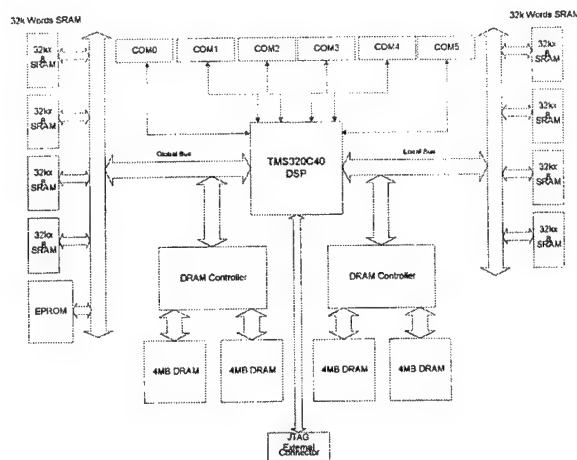 32k Words SRAM
32k Words SRAM
COM0
COM1
COM2
COM3
COM4
COM5
32kx
8
SRAM
32kx
8
SRAM
32kx
8
SRAM
32kx
8
SRAM
EPROM
32kx
8
SRAM
32kx
8
SRAM
32kx
8
SRAM
32kx
8
SRAM
Global Bus
TMS320C40
DSP
Local Bus
DRAM Controller
DRAM Controller
4MB DRAM
4MB DRAM
4MB DRAM
4MB DRAM
JTAG
External
Connector